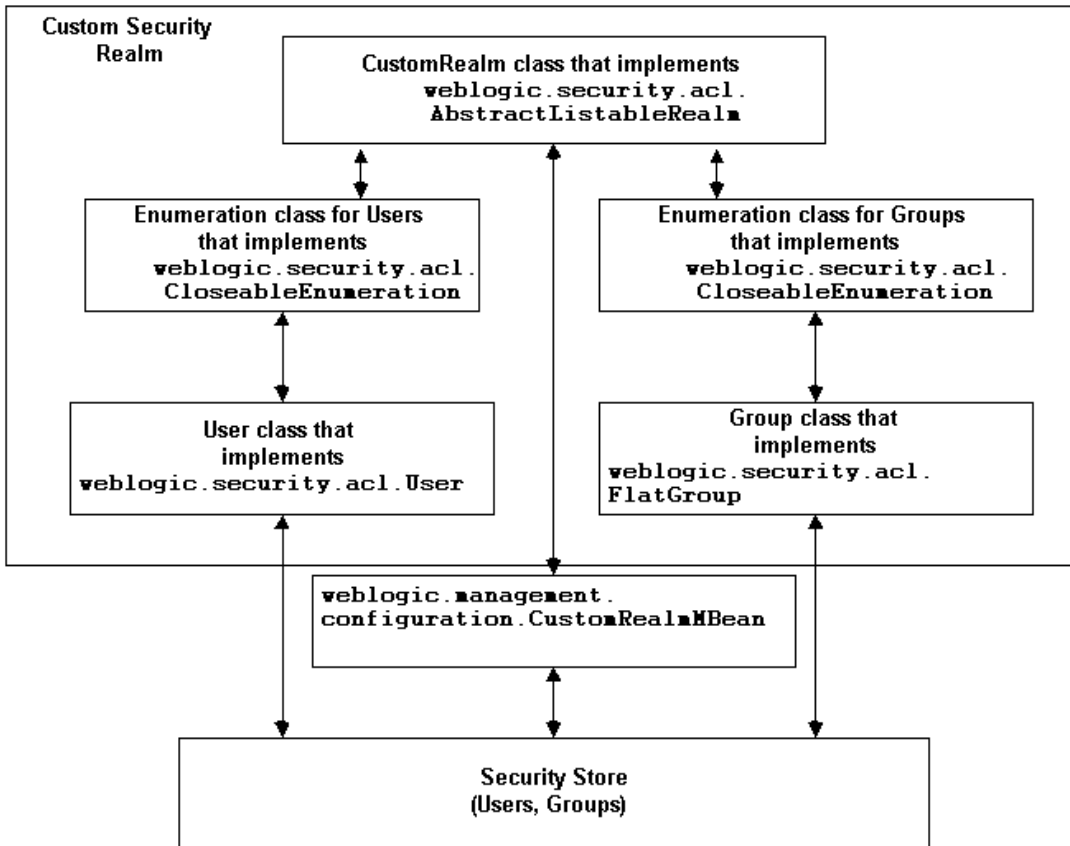 Custom Security
Realm
CustomRealm class that implements
weblogic.security.acl.
AbstractListableRealm
Enumeration class for Users
that implements
weblogic.security.acl.
CloseableEnumeration
Enumeration class for Groups
that implements
weblogic.security.acl.
CloseableEnumeration
User class that
implements
weblogic.security.acl.User
Group class that
implements
weblogic.security.acl.
FlatGroup
weblogic.management.
configuration.CustomRealmMBean
Security Store
(Users, Groups)